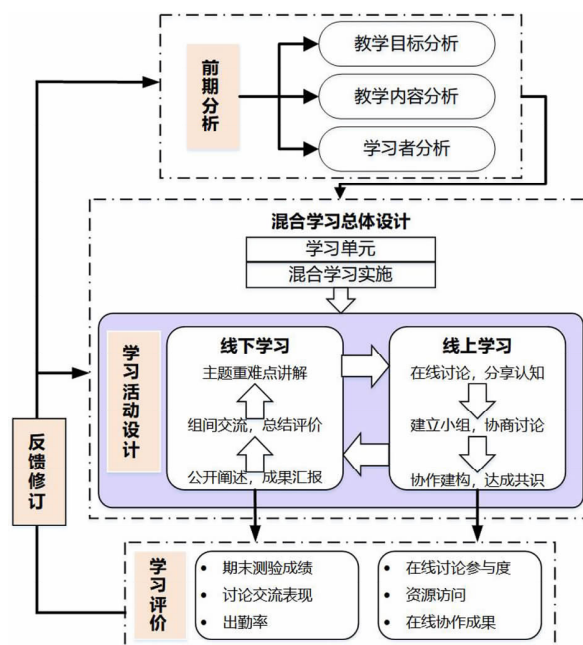 前期分析
教学目标分析
教学内容分析
学习者分析
混合学习总体设计
学习单元
混合学习实施
学习活动设计
线下学习
主题重难点讲解
组间交流，总结评价
公开阐述，成果汇报
线上学习
在线讨论，分享认知
建立小组，协商讨论
协作建构，达成共识
反馈修订
学习评价
• 期末测验成绩
• 讨论交流表现
• 出勤率
• 在线讨论参与度
• 资源访问
• 在线协作成果